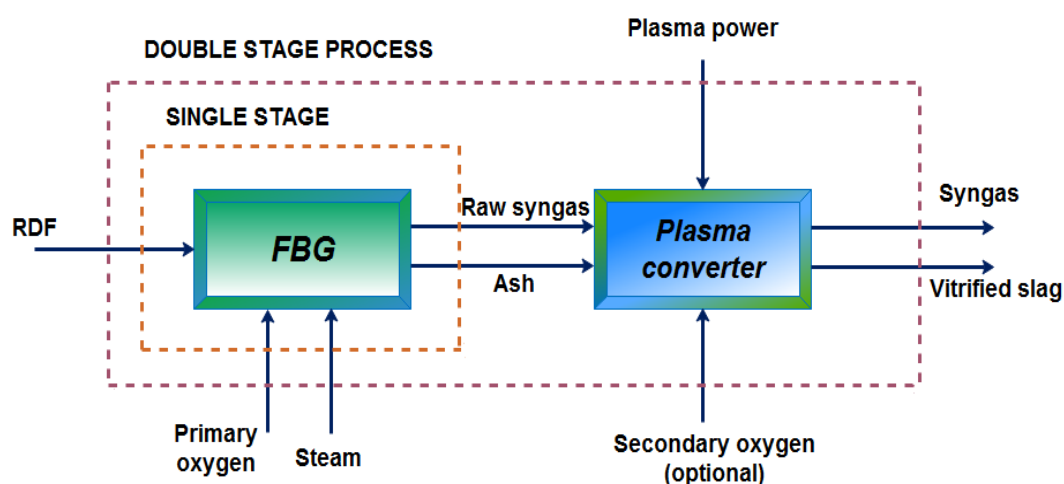 Plasma power
DOUBLE STAGE PROCESS
SINGLE STAGE
RDF
FBG
Raw syngas
Ash
Plasma
converter
Syngas
Vitrified slag
Primary
oxygen
Steam
Secondary oxygen
(optional)